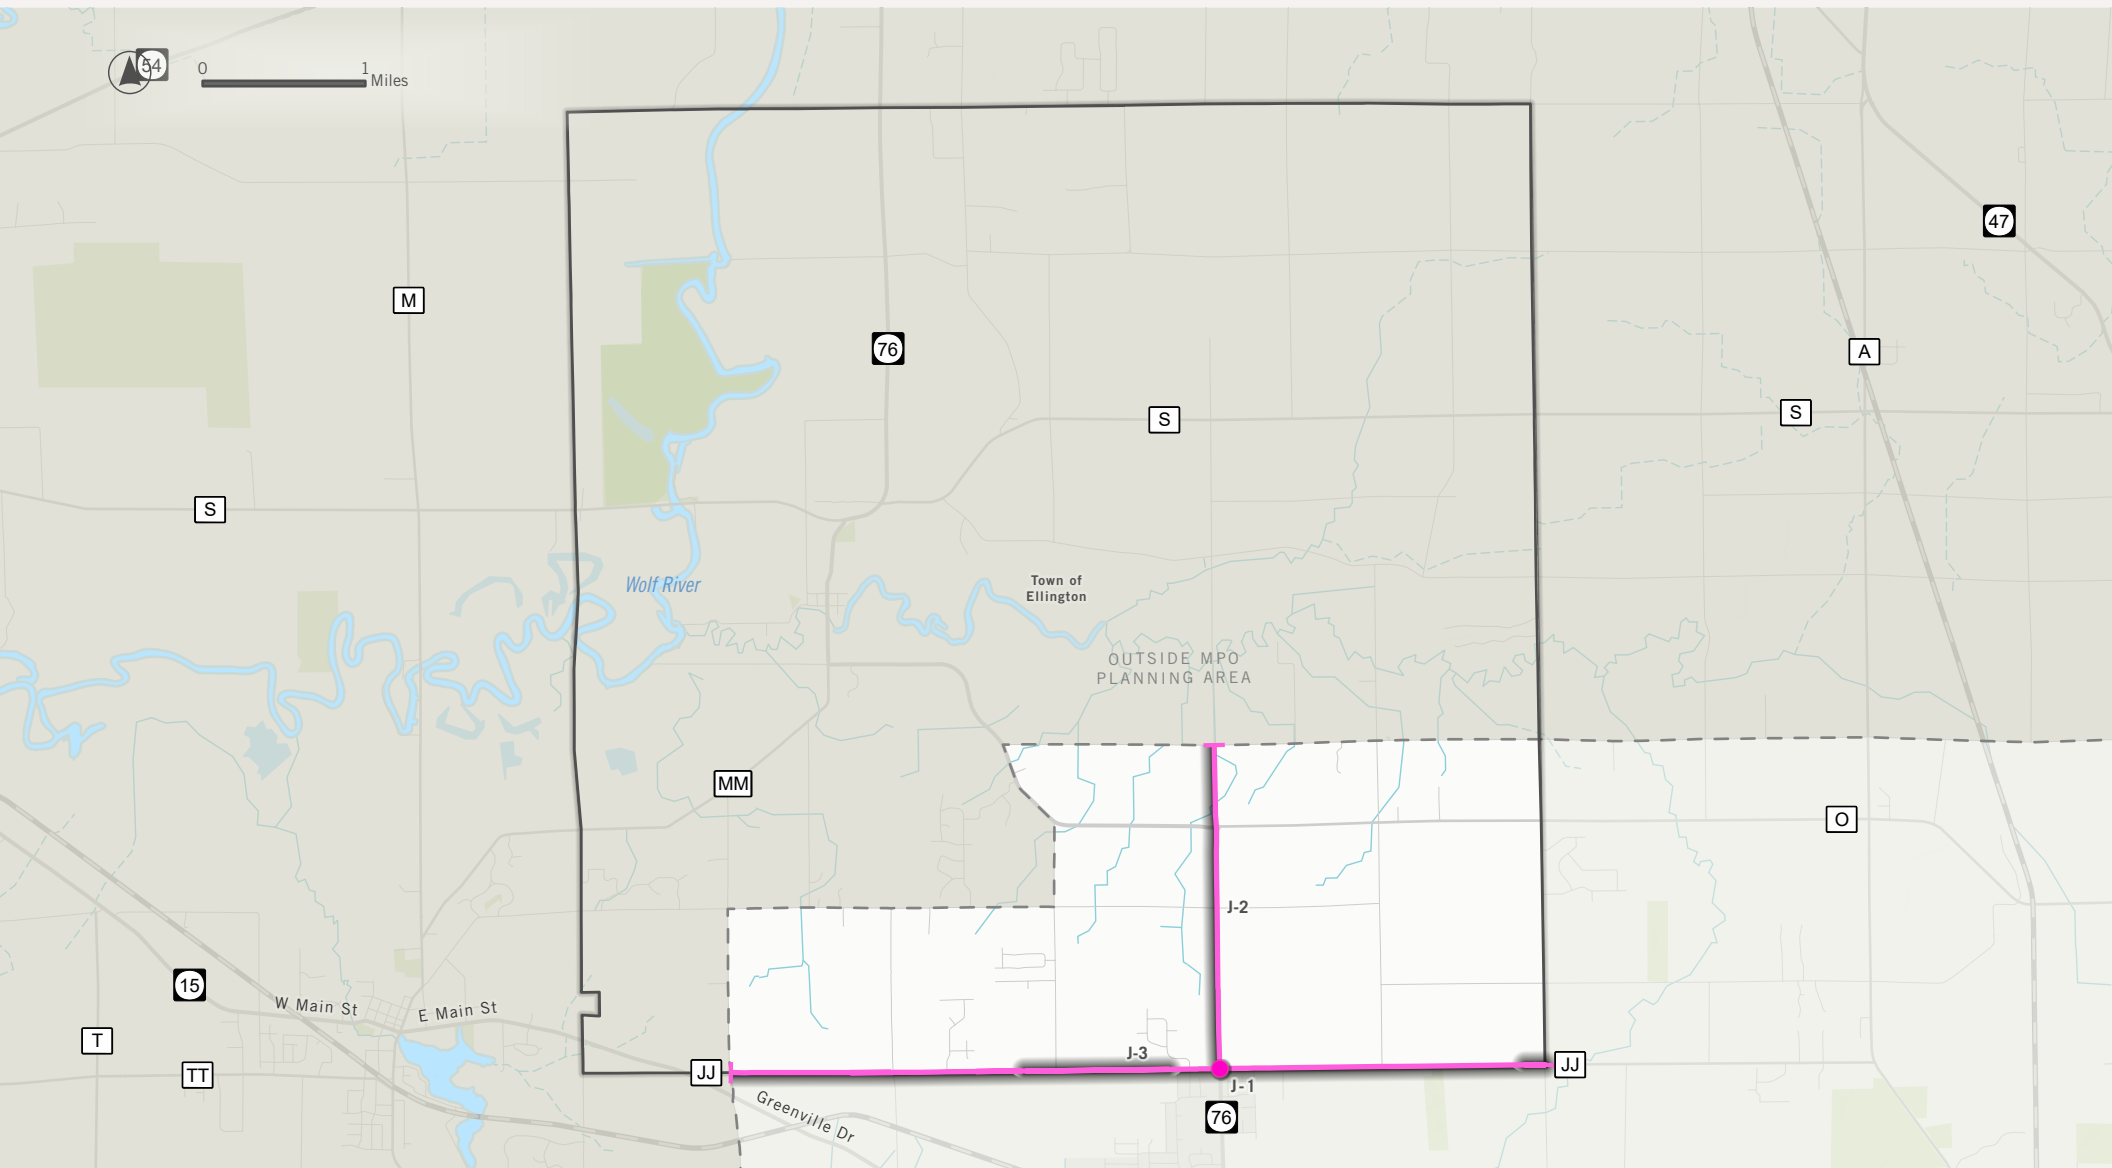 54
0 1
Miles
47
M
76
A
S
S
S
Wolf River
Town of
Ellington
OUTSIDE MPO
PLANNING AREA
MM
O
J-2
15
W Main St
E Main St
T
J-3
JJ
JJ
TT
J-1
Greenville Dr
76